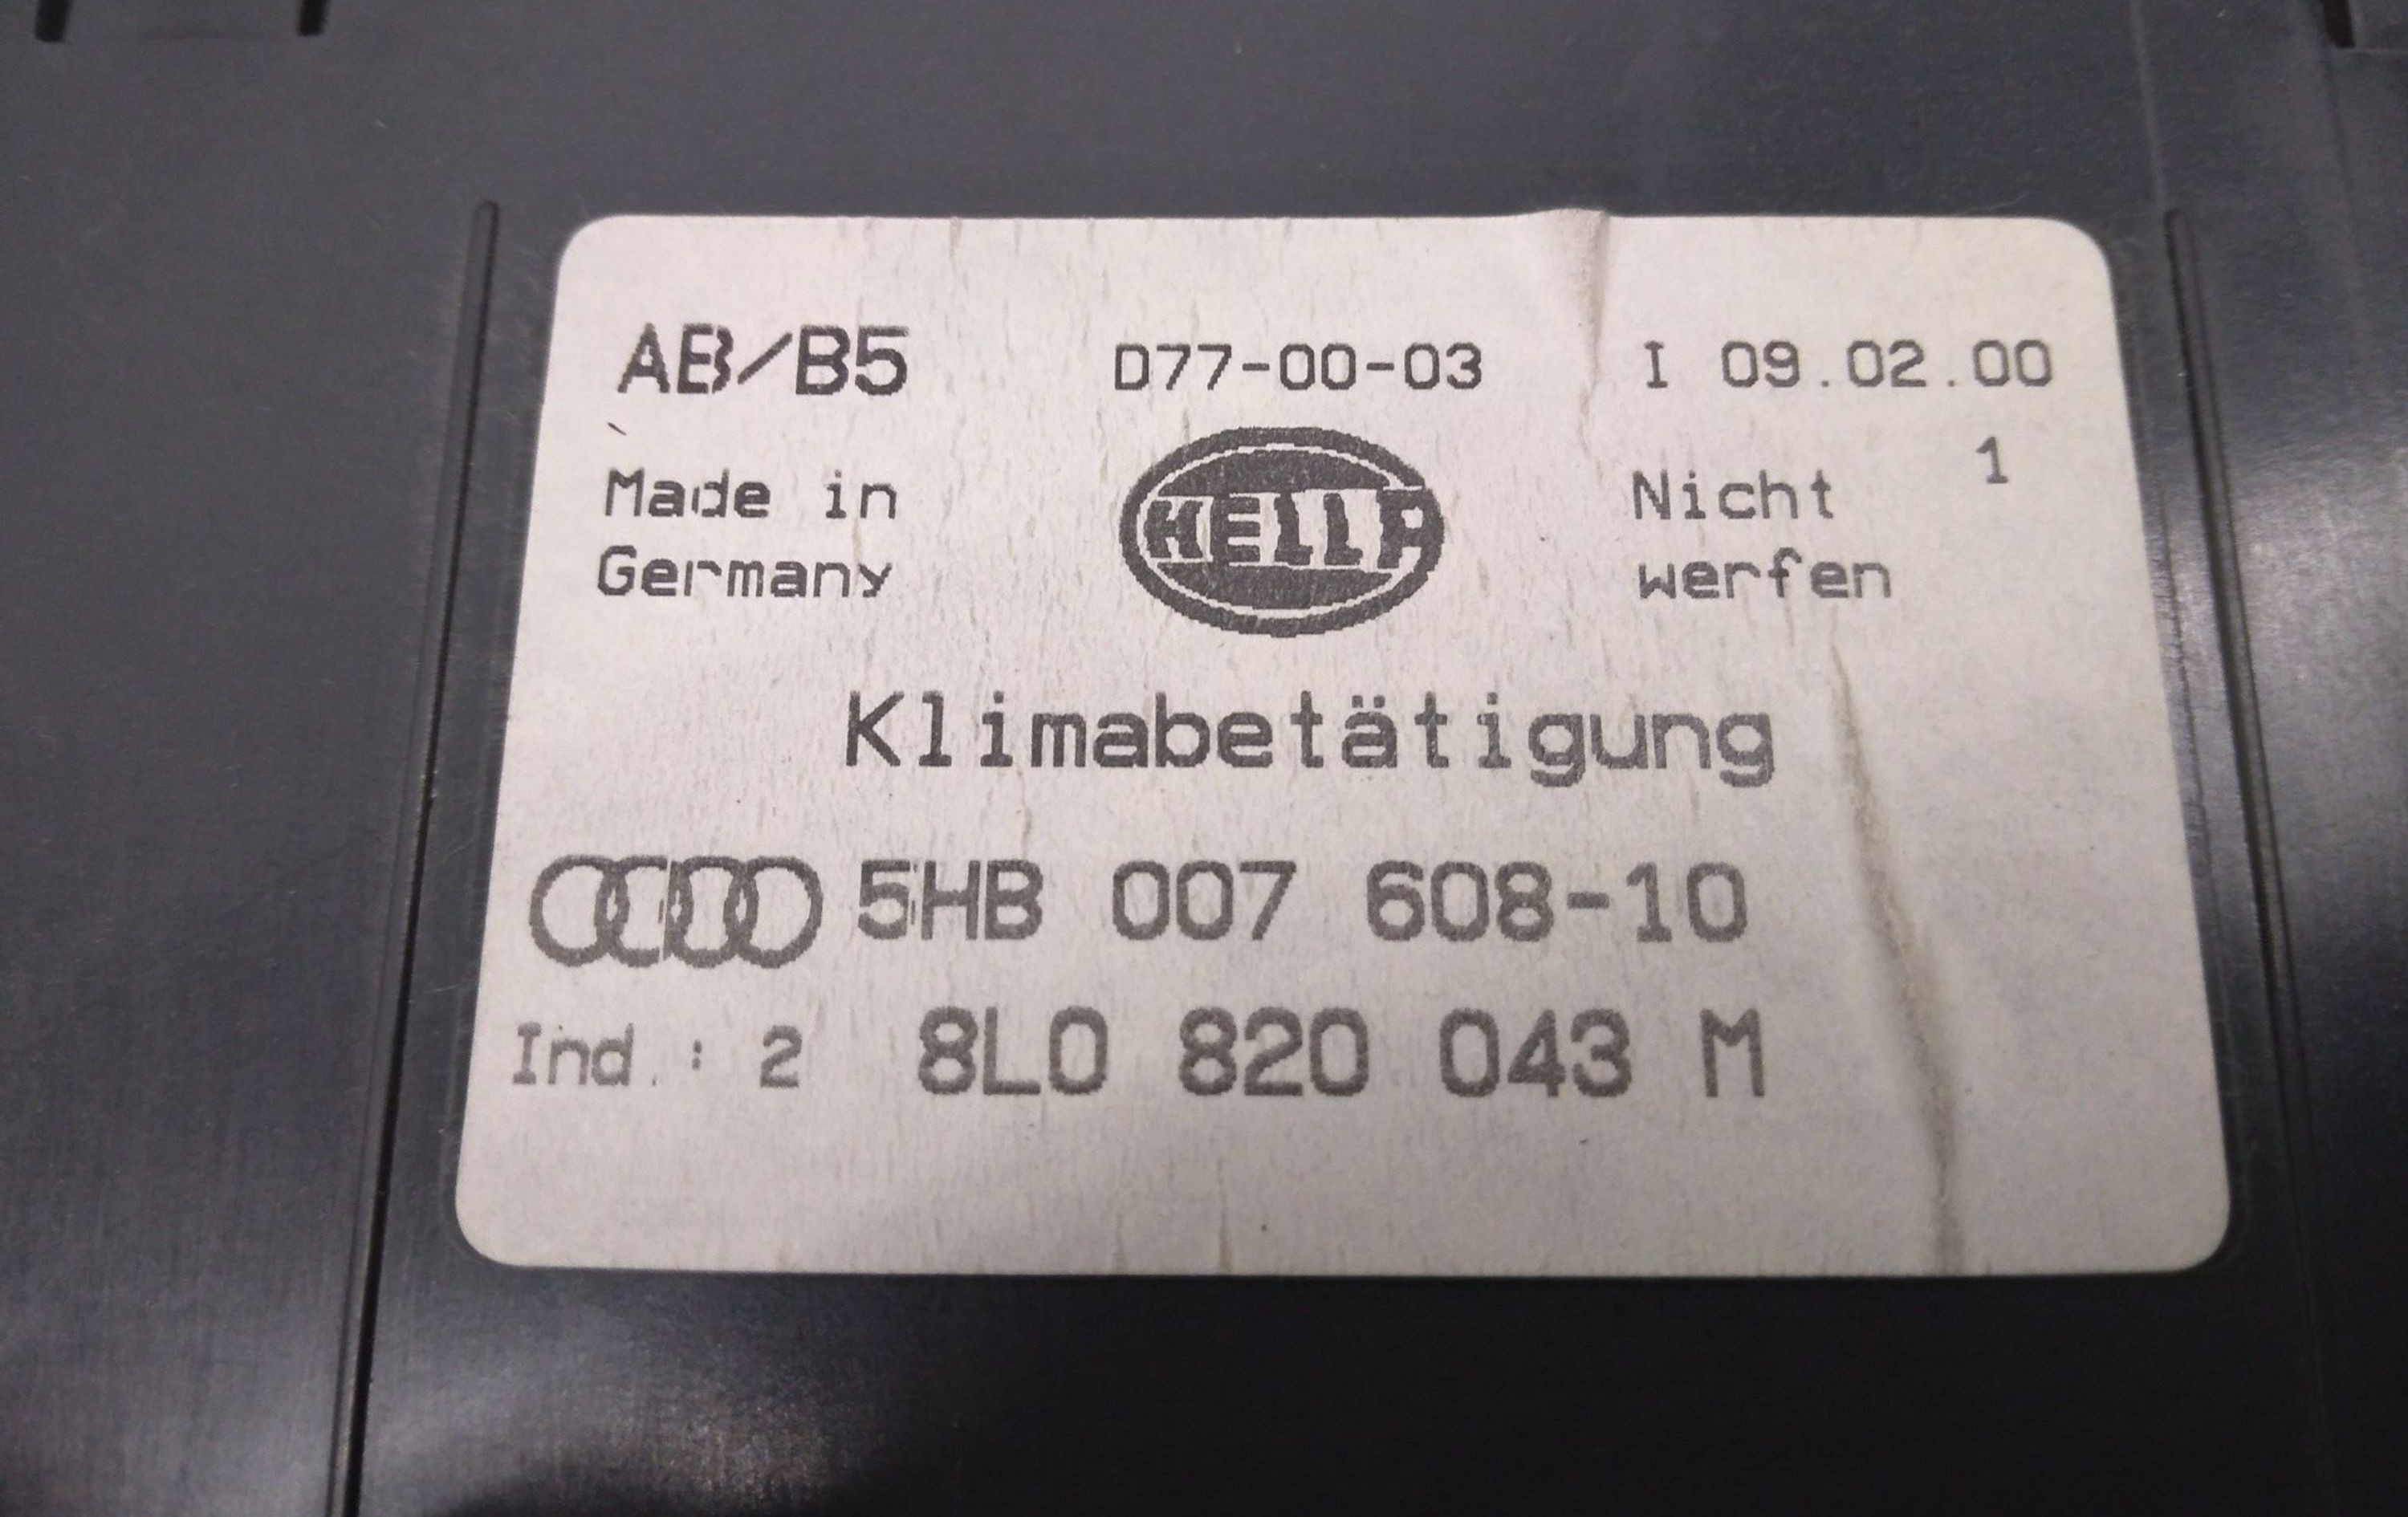 AB/B5 D77-00-03 I 09.02.00
1
Made in HELLA Nicht
Germany werfen
Klimabetätigung
5HB 007 608-10
Ind.: 2 8L0 820 043 M